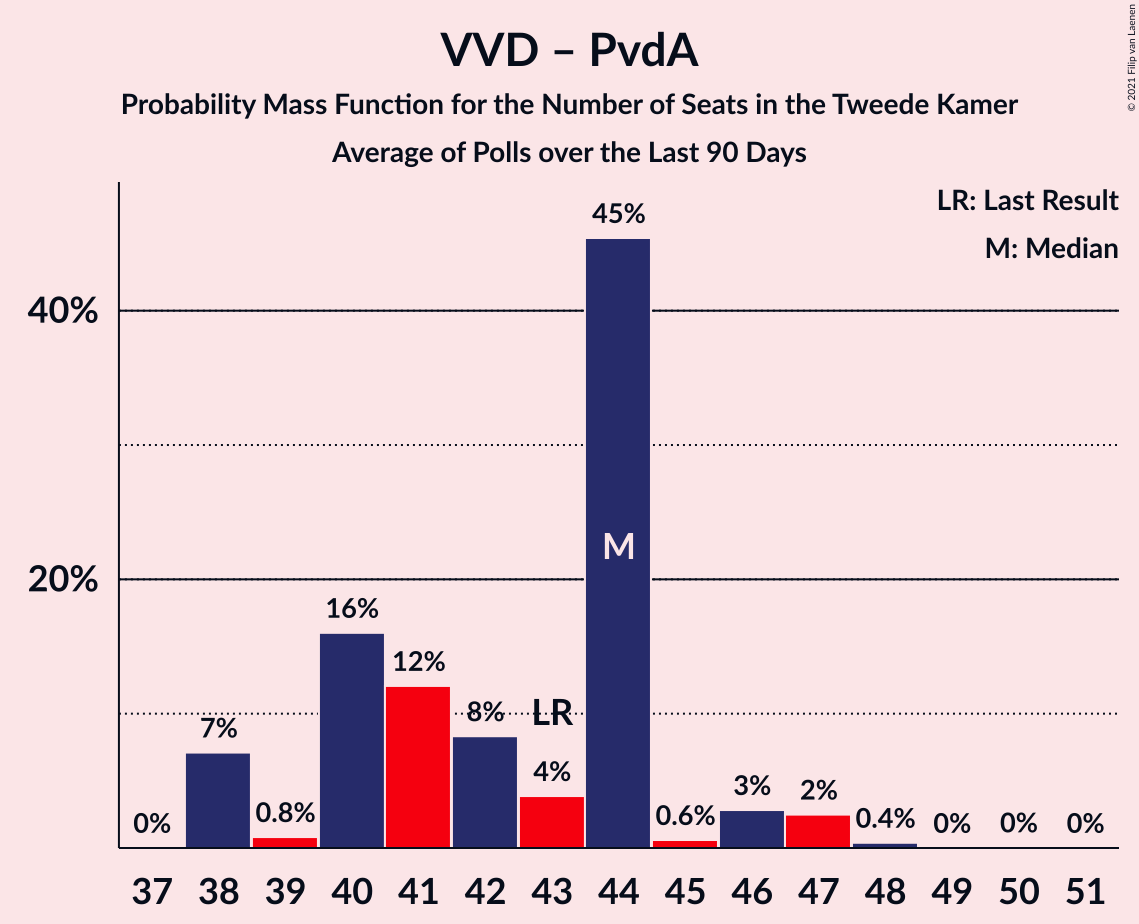 VVD – PvdA
Probability Mass Function for the Number of Seats in the Tweede Kamer
Average of Polls over the Last 90 Days
© 2021 Filip van Laenen
LR: Last Result
M: Median
40%
20%
0%
7%
0.8%
16%
12%
8%
LR
4%
45%
M
0.6%
3%
2%
0.4%
0%
0%
0%
37 38 39 40 41 42 43 44 45 46 47 48 49 50 51